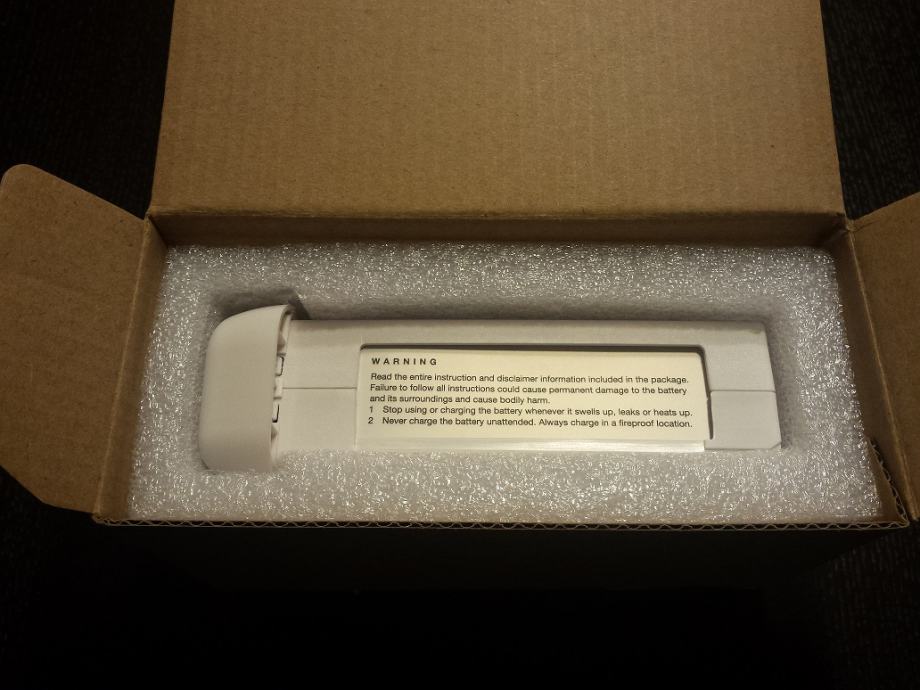 WARNING
Read the entire instruction and disclaimer information included in the package.
Failure to follow all instructions could cause permanent damage to the battery
and its surroundings and cause bodily harm.
1 Stop using or charging the battery whenever it swells up, leaks or heats up.
2 Never charge the battery unattended. Always charge in a fireproof location.